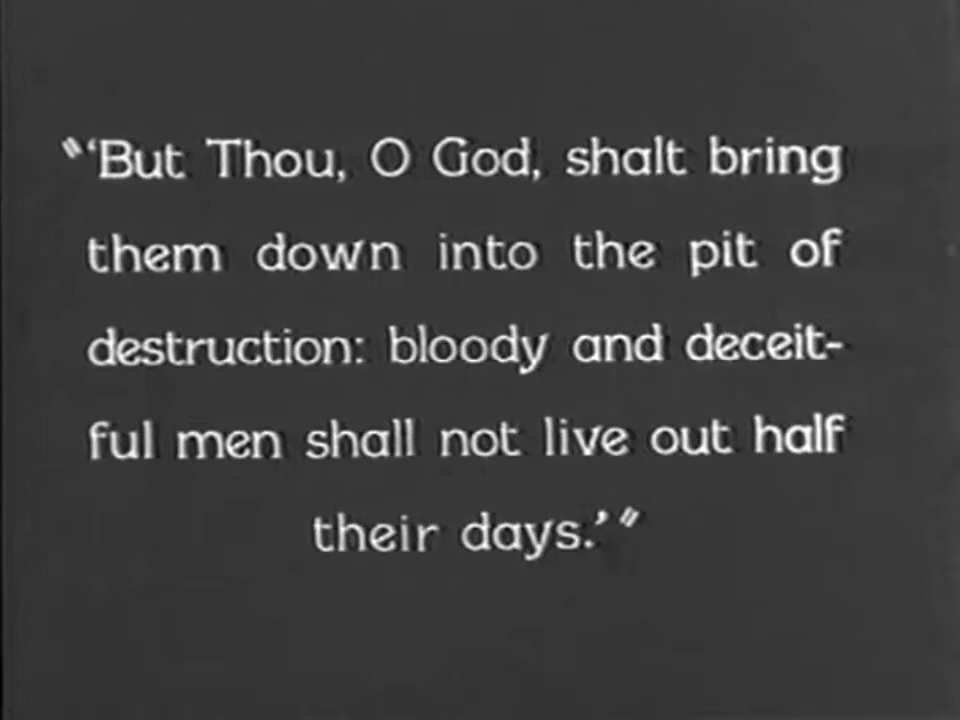 "'But Thou, O God, shalt bring
them down into the pit of
destruction: bloody and deceit-
ful men shall not live out half
their days.'"